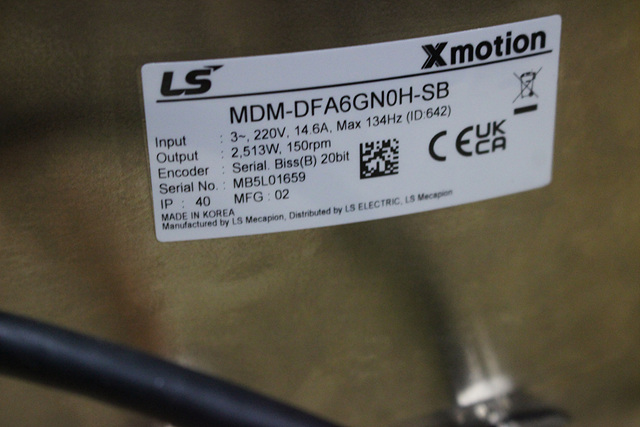 LS
Xmotion
MDM-DFA6GN0H-SB
Input : 3~, 220V, 14.6A, Max 134Hz (ID:642)
Output : 2,513W, 150rpm
Encoder : Serial. Biss(B) 20bit
Serial No. : MB5L01659
IP : 40 MFG : 02
CE UK CA
MADE IN KOREA
Manufactured by LS Mecapion, Distributed by LS ELECTRIC, LS Mecapion